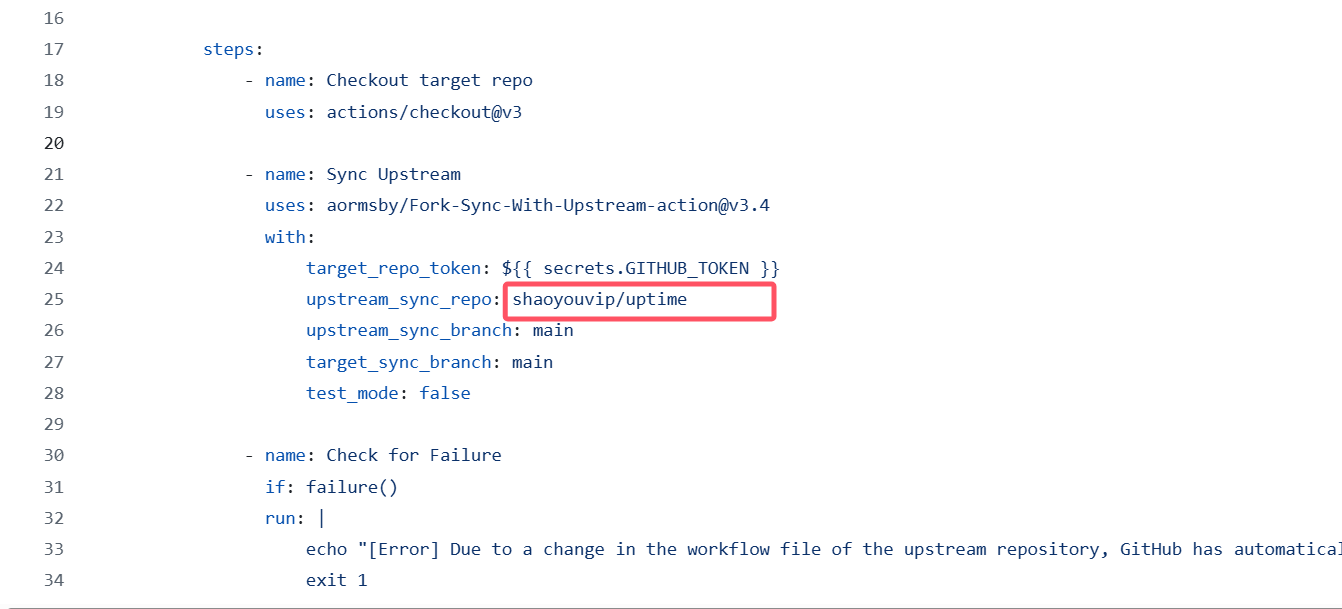 16
17 steps:
18 - name: Checkout target repo
19 uses: actions/checkout@v3
20
21 - name: Sync Upstream
22 uses: aormsby/Fork-Sync-With-Upstream-action@v3.4
23 with:
24 target_repo_token: ${{ secrets.GITHUB_TOKEN }}
25 upstream_sync_repo: shaoyouvip/uptime
26 upstream_sync_branch: main
27 target_sync_branch: main
28 test_mode: false
29
30 - name: Check for Failure
31 if: failure()
32 run: |
33 echo "[Error] Due to a change in the workflow file of the upstream repository, GitHub has automatical
34 exit 1